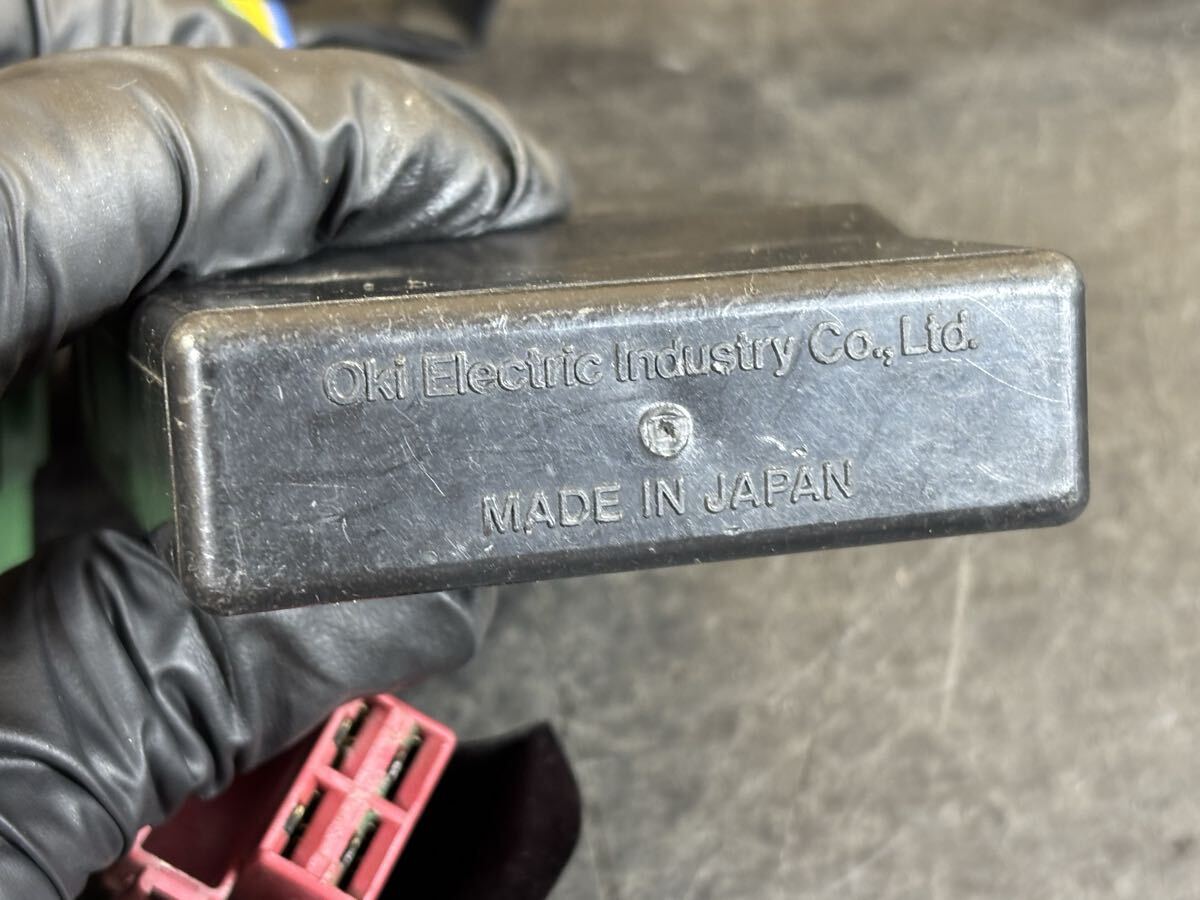 Oki Electric Industry Co., Ltd.
MADE IN JAPAN